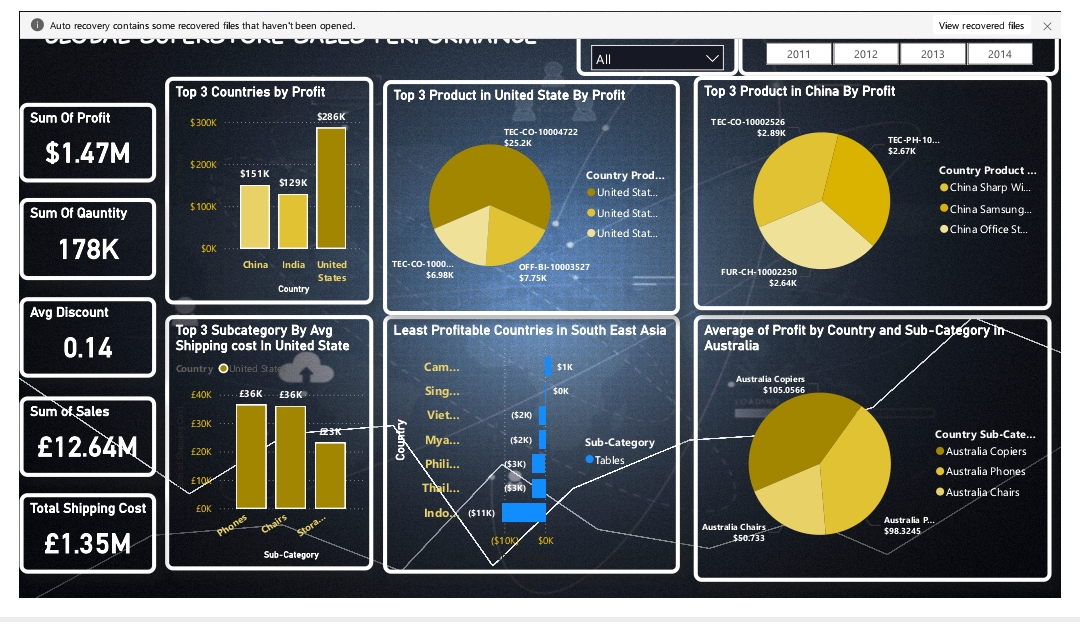 Auto recovery contains some recovered files that haven't been opened.
View recovered files
GLOBAL SUPERSTORE SALES PERFORMANCE
All
2011
2012
2013
2014
Sum Of Profit
$1.47M
Sum Of Qauntity
178K
Avg Discount
0.14
Sum of Sales
£12.64M
Total Shipping Cost
£1.35M
Top 3 Countries by Profit
$300K
$200K
$100K
$0K
$151K
$129K
$286K
China
India
United
States
Country
Top 3 Product in United State By Profit
TEC-CO-10004722
$25.2K
TEC-CO-1000...
$6.98K
OFF-BI-10003527
$7.75K
Country Prod...
United Stat...
United Stat...
United Stat...
Top 3 Product in China By Profit
TEC-CO-10002526
$2.89K
TEC-PH-10...
$2.67K
FUR-CH-10002250
$2.64K
Country Product ...
China Sharp Wi...
China Samsung...
China Office St...
Top 3 Subcategory By Avg
Shipping cost In United State
Country
United State
£40K
£30K
£20K
£10K
£0K
£36K
£36K
£23K
Phones
Chairs
Stora...
Sub-Category
Least Profitable Countries in South East Asia
Country
Cam...
$1K
Sing...
$0K
Viet...
($2K)
Mya...
($2K)
Phili...
($3K)
Thail...
($3K)
Indo...
($11K)
($10K)
$0K
Sub-Category
Tables
Average of Profit by Country and Sub-Category in
Australia
Australia Copiers
$105.0566
Australia Chairs
$50.733
Australia P...
$98.3245
Country Sub-Cate...
Australia Copiers
Australia Phones
Australia Chairs